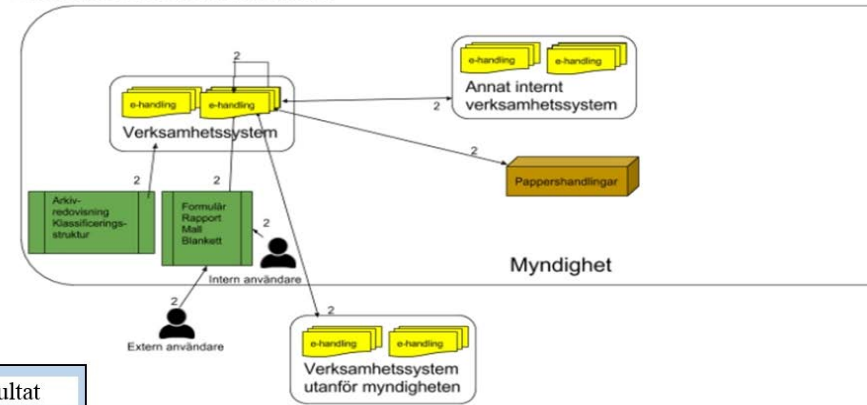 2
e-handling
e-handling
Annat internt
verksamhetssystem
2
e-handling
e-handling
Verksamhetssystem
2
Pappershandlingar
2
2
Arkiv-
redovisning
Klassificerings-
struktur
Formulär
Rapport
Mall
Blankett
2
Intern användare
Myndighet
2
Extern användare
2
e-handling
e-handling
Verksamhetssystem
utanför myndigheten